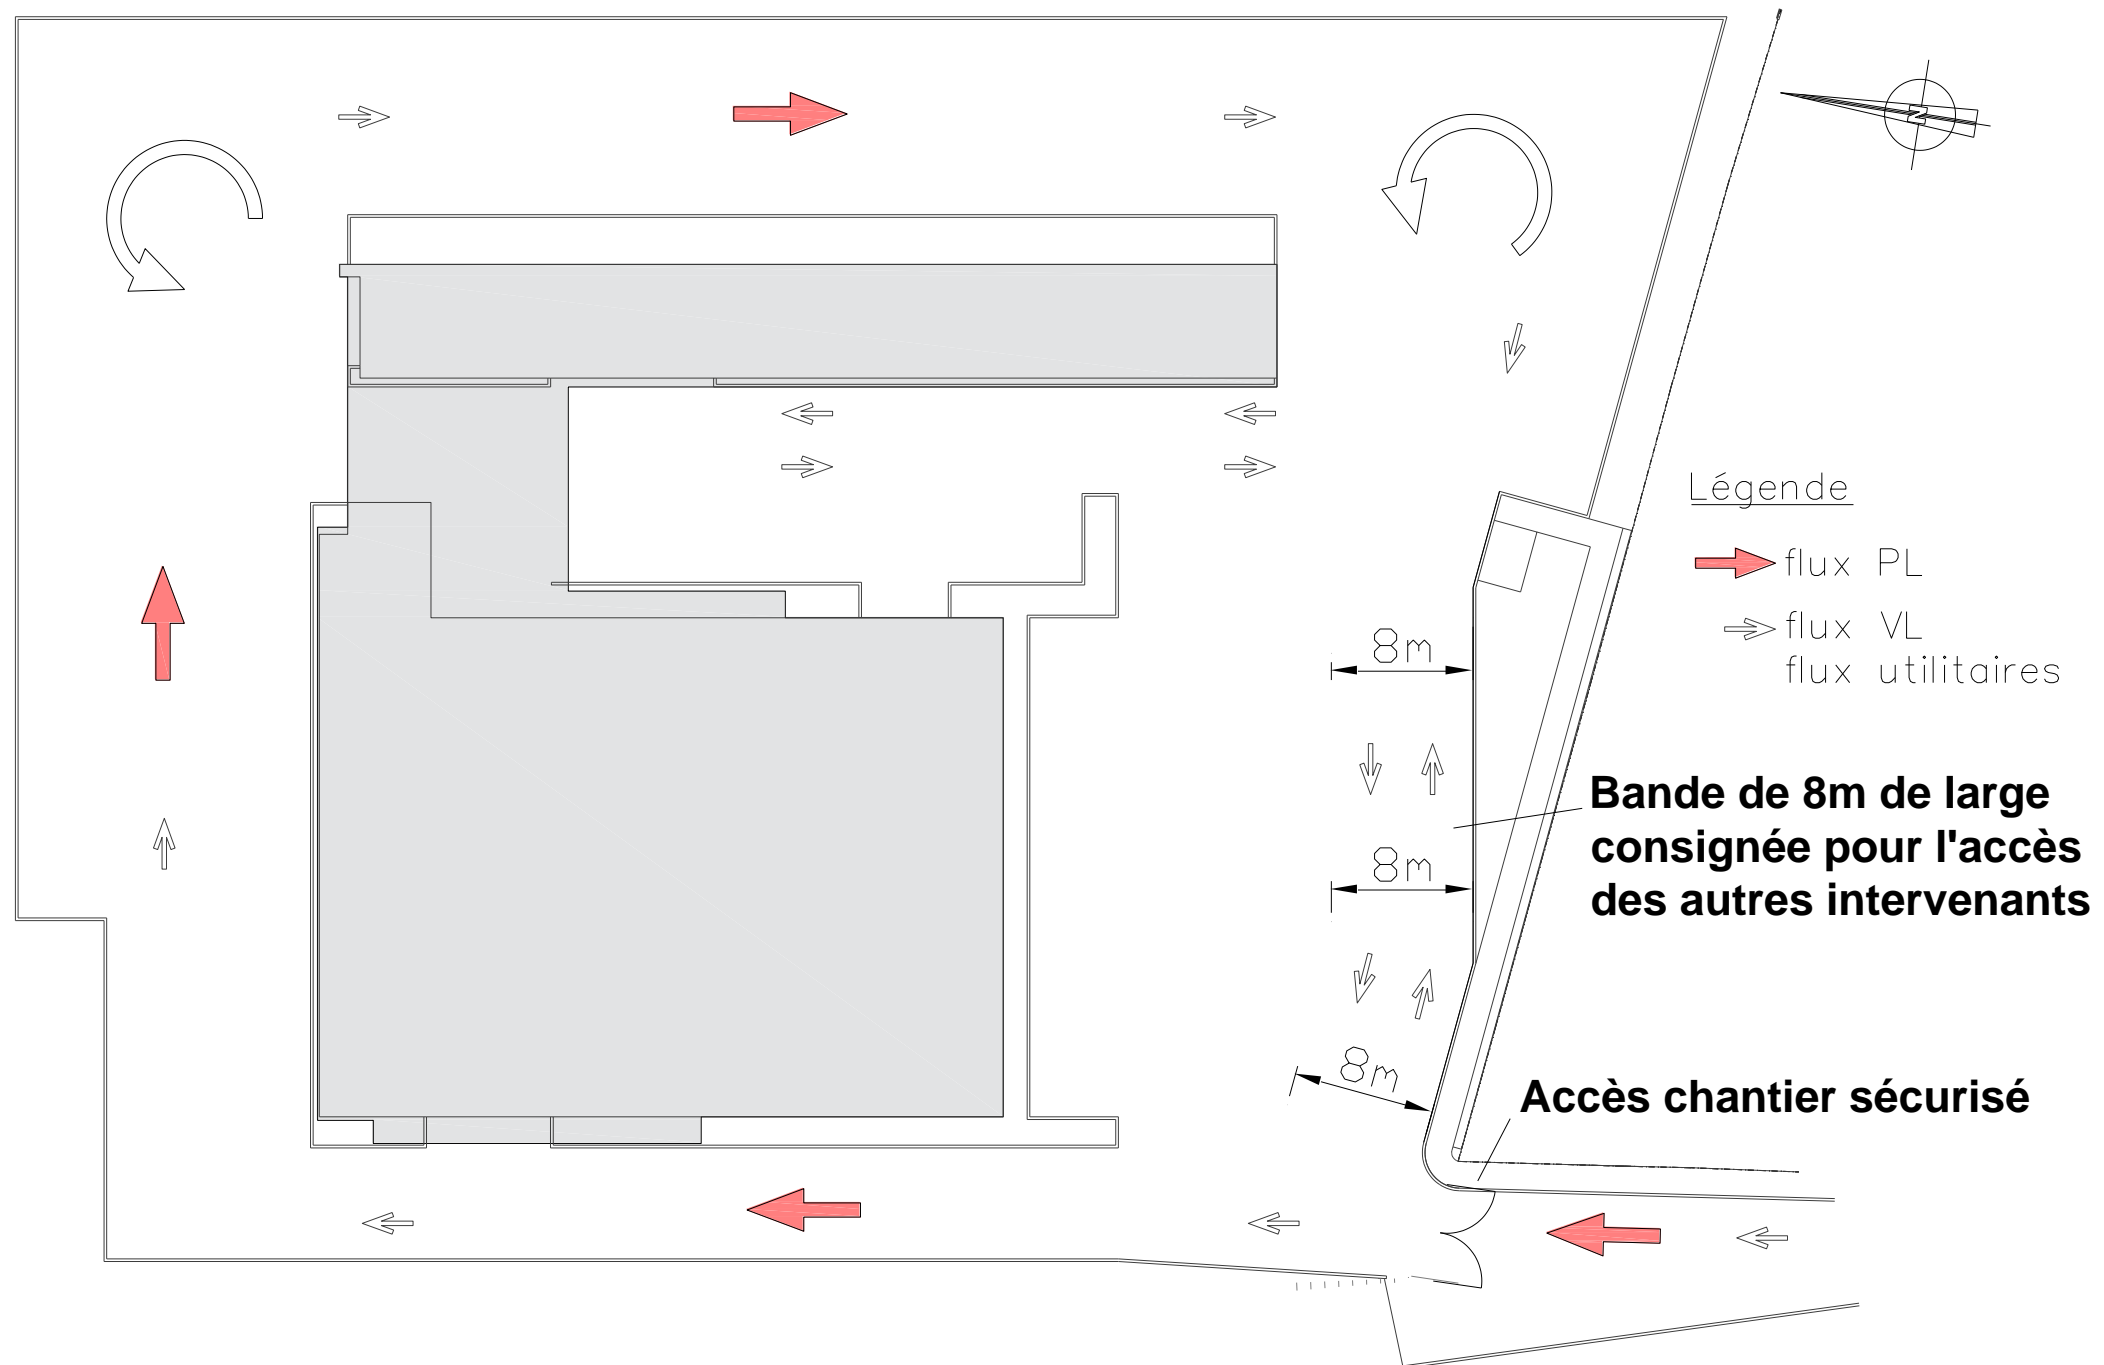 N
Légende
flux PL
flux VL
flux utilitaires
8m
Bande de 8m de large
consignée pour l'accès
des autres intervenants
8m
8m
Accès chantier sécurisé